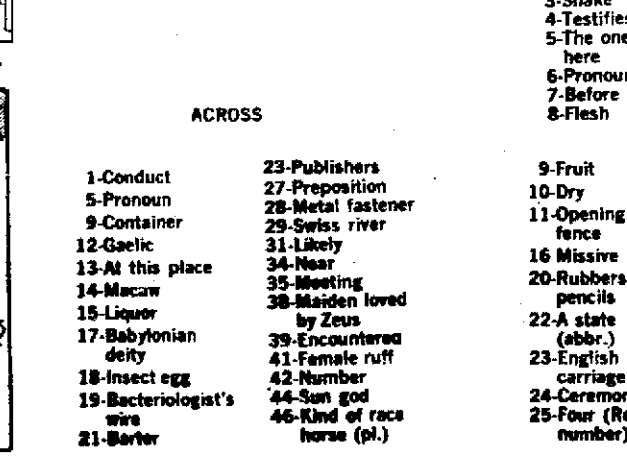 3-Snake
4-Testifies
5-The one
here
6-Pronoun
7-Before
8-Flesh
ACROSS
1-Conduct
5-Pronoun
9-Container
12-Gaelic
13-At this place
14-Macaw
15-Liquor
17-Babylonian
deity
18-Insect egg
19-Bacteriologist's
wire
21-Barter
23-Publishers
27-Preposition
28-Metal fastener
29-Swiss river
31-Likely
34-Near
35-Meeting
38-Maiden loved
by Zeus
39-Encountered
41-Female ruff
42-Number
44-Sun god
46-Kind of race
horse (pl.)
9-Fruit
10-Dry
11-Opening
fence
16 Missive
20-Rubbers
pencils
22-A state
(abbr.)
23-English
carriage
24-Ceremon
25-Four (Ro
number)